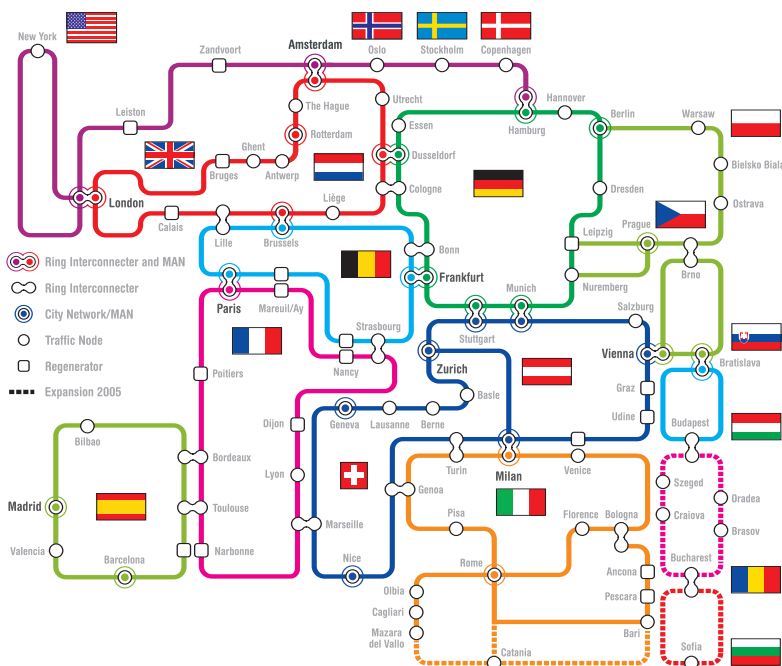 New York
Zandvoort
Amsterdam
Oslo
Stockholm
Copenhagen
Leiston
The Hague
Utrecht
Essen
Hamburg
Hannover
Berlin
Warsaw
Rotterdam
Bruges
Ghent
Antwerp
Dusseldorf
Bielsko Biala
London
Calais
Lille
Brussels
Liège
Cologne
Dresden
Ostrava
Leipzig
Prague
Brno
Bonn
Ring Interconnecter and MAN
Ring Interconnecter
City Network/MAN
Traffic Node
Regenerator
Expansion 2005
Paris
Mareuil/Ay
Frankfurt
Nuremberg
Munich
Stuttgart
Salzburg
Strasbourg
Nancy
Zurich
Vienna
Bratislava
Poitiers
Basle
Graz
Udine
Geneva
Lausanne
Berne
Budapest
Bilbao
Dijon
Bordeaux
Turin
Milan
Venice
Lyon
Genoa
Szeged
Oradea
Madrid
Toulouse
Marseille
Pisa
Florence
Bologna
Craiova
Brasov
Valencia
Barcelona
Narbonne
Nice
Rome
Bucharest
Ancona
Pescara
Olbia
Cagliari
Mazara
del Vallo
Bari
Catania
Sofia